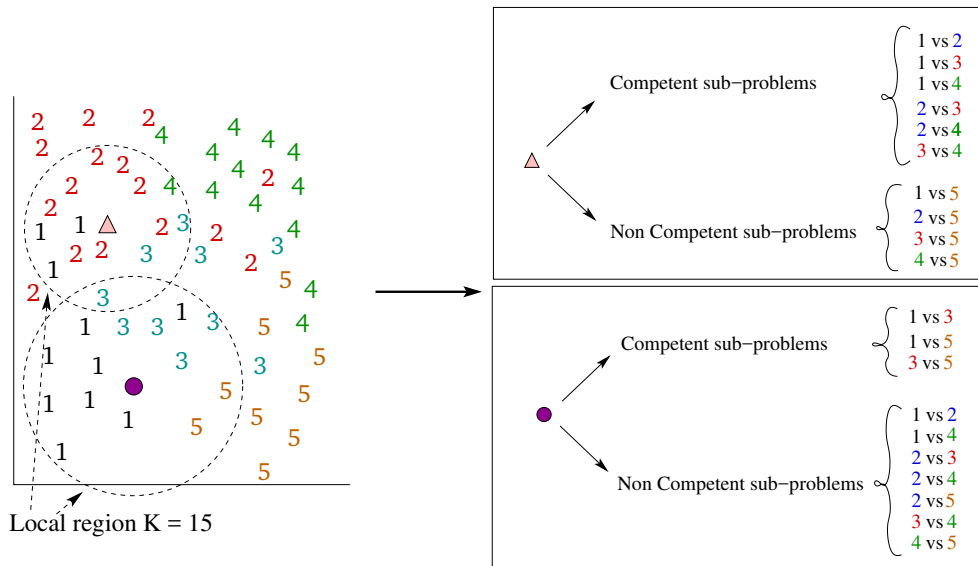 2 2 2 4 4 4
2 2 2 4 4
4 2
2 2 4 4 4
2 4
1 1 2 3 2 4
2 2 3 3 3
1 2
5
2 3 4
1 3 3 1 3 5 4
1 1 3 3 5
1 1 5 5
1 5 5
5
1
5
Local region K = 15
Competent sub-problems
1 vs 2
1 vs 3
1 vs 4
2 vs 3
2 vs 4
3 vs 4
Non Competent sub-problems
1 vs 5
2 vs 5
3 vs 5
4 vs 5
Competent sub-problems
1 vs 3
1 vs 5
3 vs 5
Non Competent sub-problems
1 vs 2
1 vs 4
2 vs 3
2 vs 4
2 vs 5
3 vs 4
4 vs 5